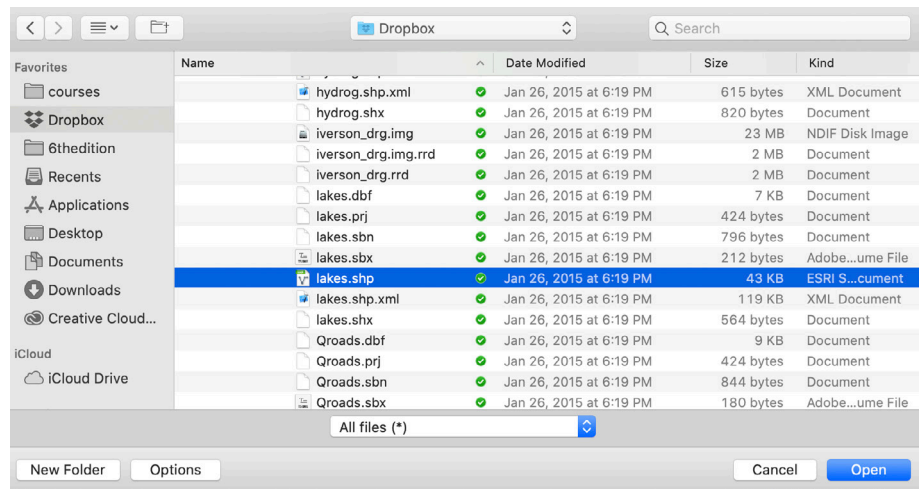 Dropbox
Search
Favorites
courses
Dropbox
6thedition
Recents
Applications
Desktop
Documents
Downloads
Creative Cloud...
iCloud
iCloud Drive
Name Date Modified Size Kind
hydrog.shp.xml Jan 26, 2015 at 6:19 PM 615 bytes XML Document
hydrog.shx Jan 26, 2015 at 6:19 PM 820 bytes Document
iverson_drg.img Jan 26, 2015 at 6:19 PM 23 MB NDIF Disk Image
iverson_drg.img.rrd Jan 26, 2015 at 6:19 PM 2 MB Document
iverson_drg.rrd Jan 26, 2015 at 6:19 PM 2 MB Document
lakes.dbf Jan 26, 2015 at 6:19 PM 7 KB Document
lakes.prj Jan 26, 2015 at 6:19 PM 424 bytes Document
lakes.sbn Jan 26, 2015 at 6:19 PM 796 bytes Document
lakes.sbx Jan 26, 2015 at 6:19 PM 212 bytes Adobe...ume File
lakes.shp Jan 26, 2015 at 6:19 PM 43 KB ESRI S...cument
lakes.shp.xml Jan 26, 2015 at 6:19 PM 119 KB XML Document
lakes.shx Jan 26, 2015 at 6:19 PM 564 bytes Document
Qroads.dbf Jan 26, 2015 at 6:19 PM 9 KB Document
Qroads.prj Jan 26, 2015 at 6:19 PM 424 bytes Document
Qroads.sbn Jan 26, 2015 at 6:19 PM 844 bytes Document
Qroads.sbx Jan 26, 2015 at 6:19 PM 180 bytes Adobe...ume File
All files (*)
New Folder Options Cancel Open